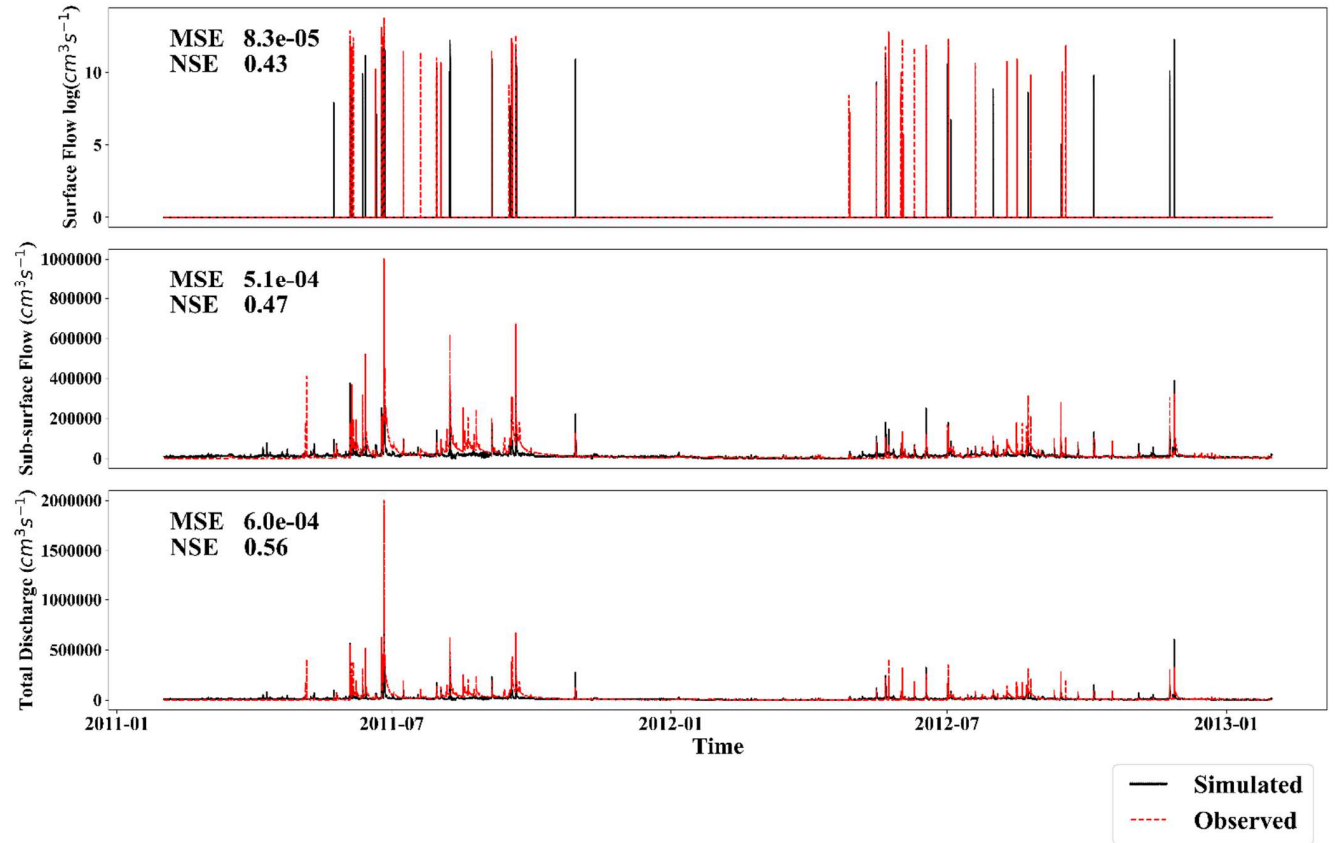 Surface Flow log(cm³s⁻¹)
10
5
0
MSE 8.3e-05
NSE 0.43
Sub-surface Flow (cm³s⁻¹)
1000000
800000
600000
400000
200000
0
MSE 5.1e-04
NSE 0.47
Total Discharge (cm³s⁻¹)
2000000
1500000
1000000
500000
0
MSE 6.0e-04
NSE 0.56
2011-01 2011-07 2012-01 2012-07 2013-01
Time
Simulated
Observed